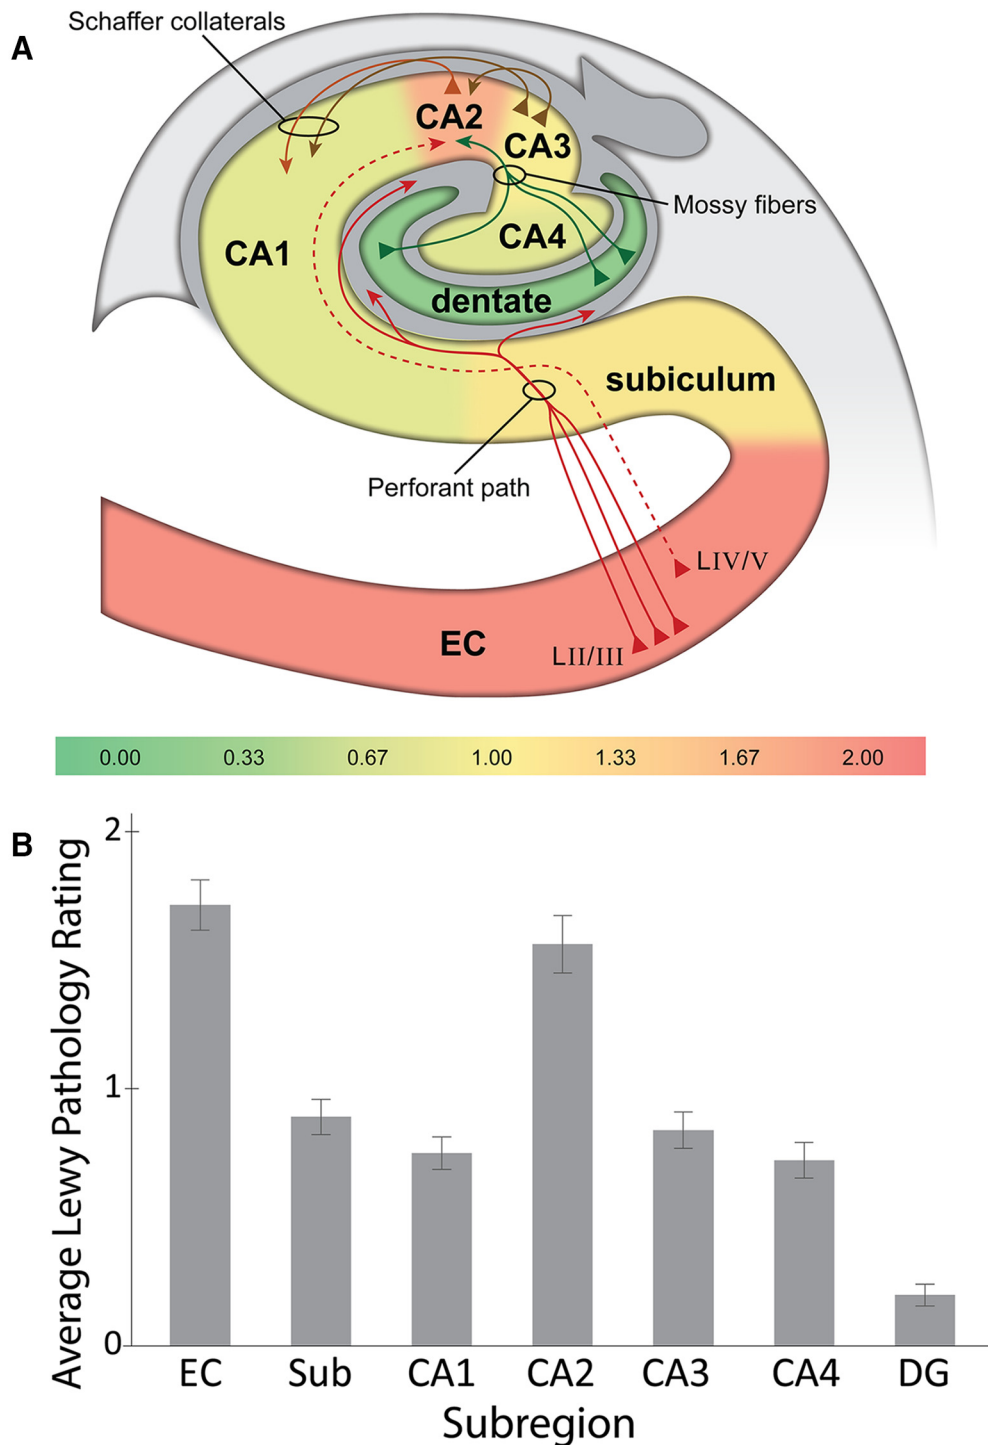 A
Schaffer collaterals
CA2
CA3
Mossy fibers
CA4
CA1
dentate
subiculum
Perforant path
LIV/V
EC
LII/III
0.00 0.33 0.67 1.00 1.33 1.67 2.00
B
Average Lewy Pathology Rating
2
1
0
EC Sub CA1 CA2 CA3 CA4 DG
Subregion